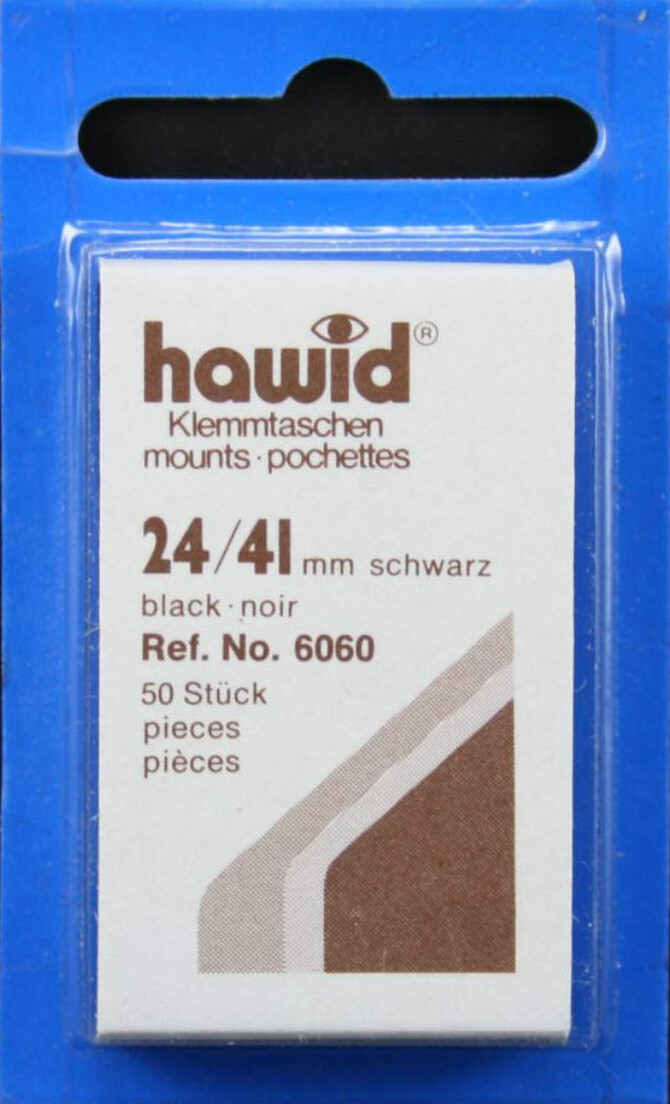 hawid®
Klemmtaschen
mounts · pochettes
24/41 mm schwarz
black · noir
Ref. No. 6060
50 Stück
pieces
pièces